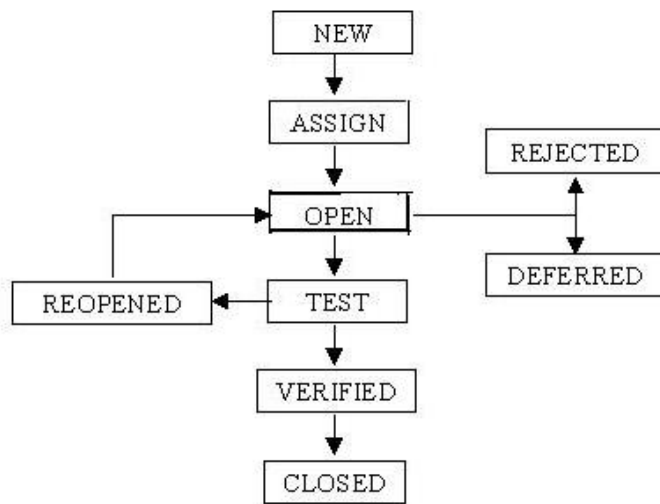 NEW
ASSIGN
REJECTED
OPEN
DEFERRED
REOPENED
TEST
VERIFIED
CLOSED